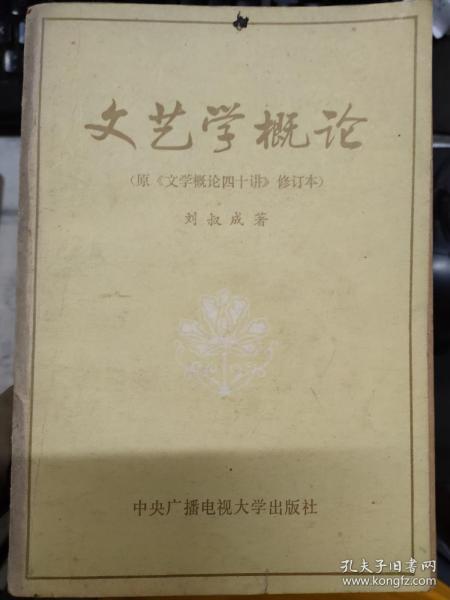 文艺学概论
(原《文学概论四十讲》修订本)
刘叔成著
中央广播电视大学出版社
孔夫子旧书网
www.kongfz.com